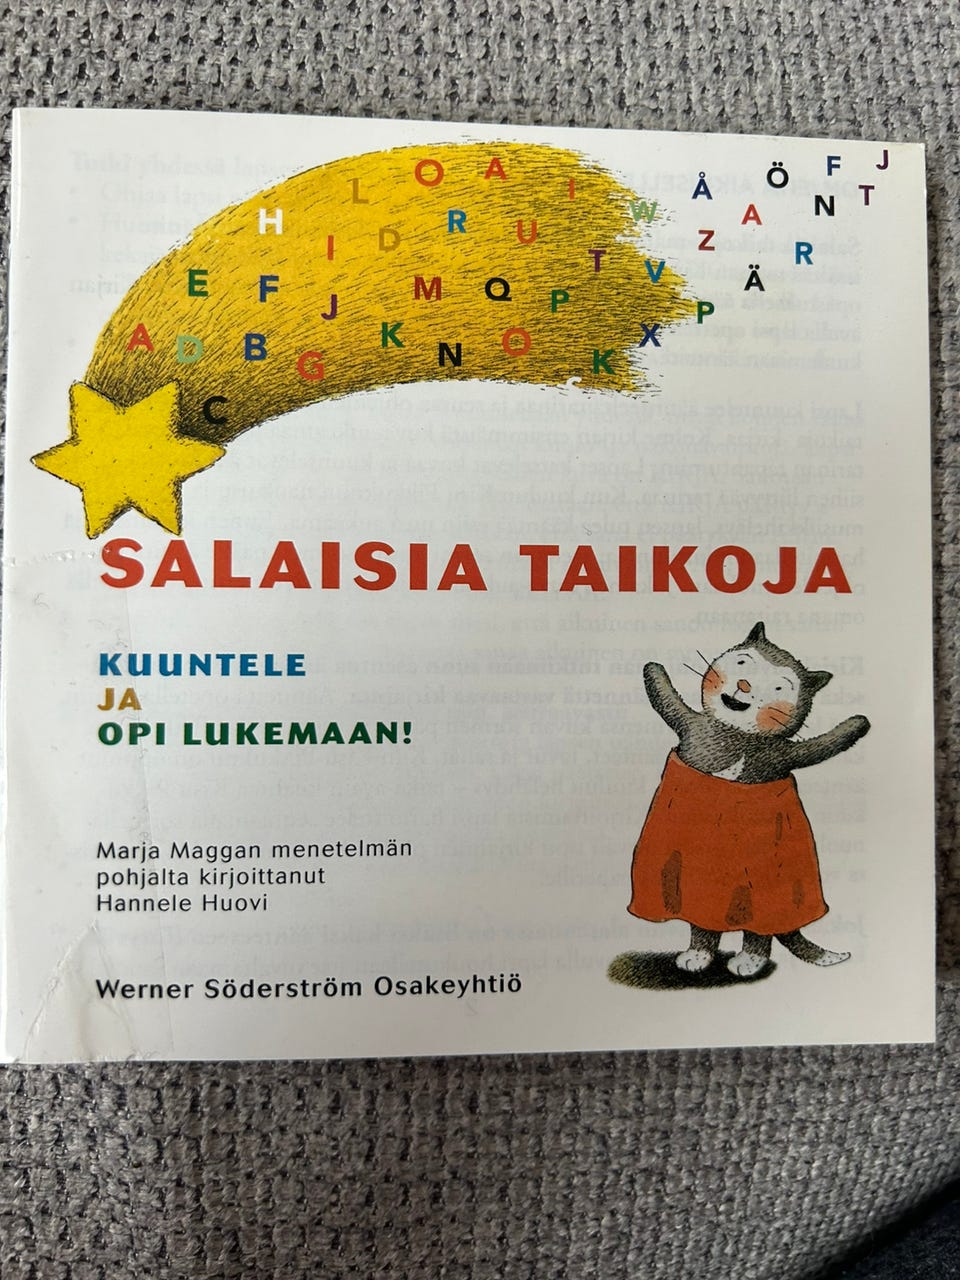 L O A I W Å Ö F J
H I D R U T Z A N T
E F J M Q P V Ä R
A D B G K N O K X P
C
SALAISIA TAIKOJA
KUUNTELE
JA
OPI LUKEMAAN!
Marja Maggan menetelmän
pohjalta kirjoittanut
Hannele Huovi
Werner Söderström Osakeyhtiö